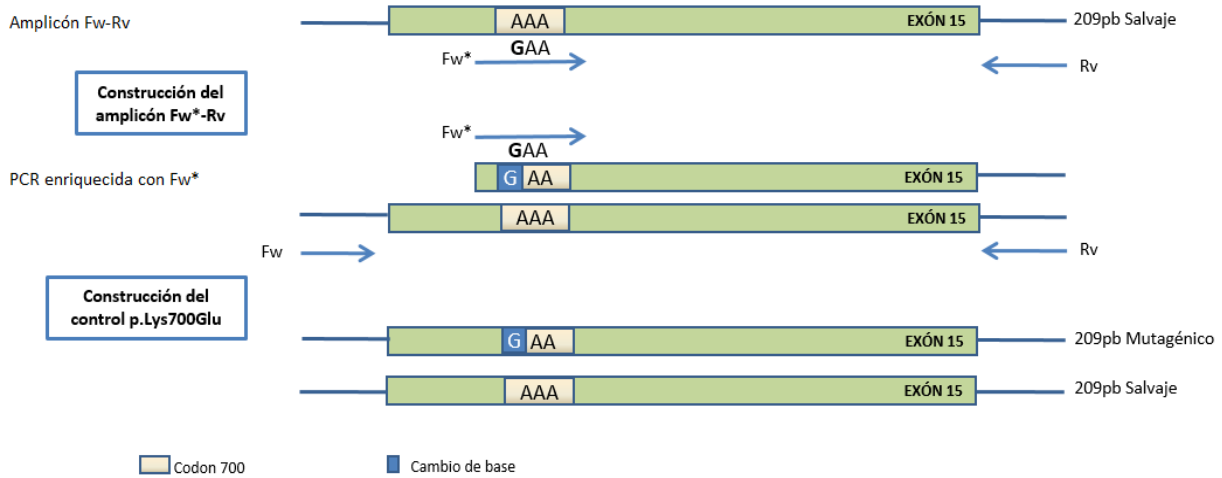 Amplicón Fw-Rv
AAA
EXÓN 15
209pb Salvaje
GAA
Fw*
Rv
Construcción del
amplicón Fw*-Rv
Fw*
GAA
PCR enriquecida con Fw*
G AA
EXÓN 15
AAA
EXÓN 15
Fw
Rv
Construcción del
control p.Lys700Glu
G AA
EXÓN 15
209pb Mutagénico
AAA
EXÓN 15
209pb Salvaje
Codon 700
Cambio de base